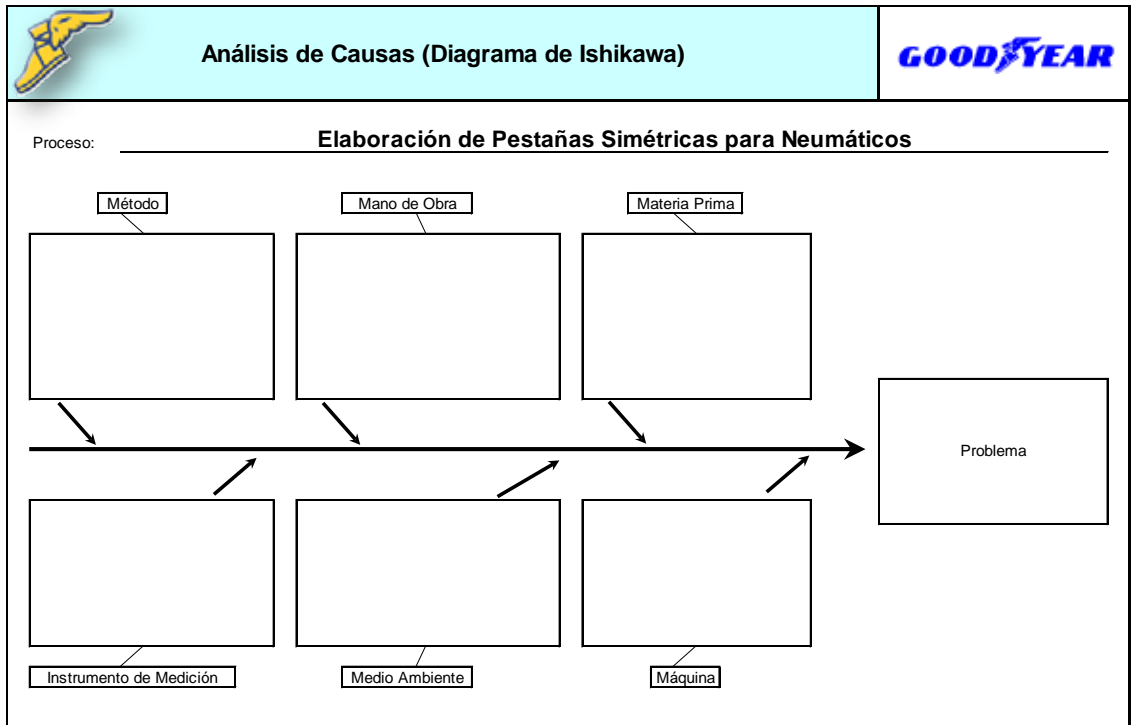 Análisis de Causas (Diagrama de Ishikawa)
GOODYEAR
Proceso: Elaboración de Pestañas Simétricas para Neumáticos
Método
Mano de Obra
Materia Prima
Problema
Instrumento de Medición
Medio Ambiente
Máquina